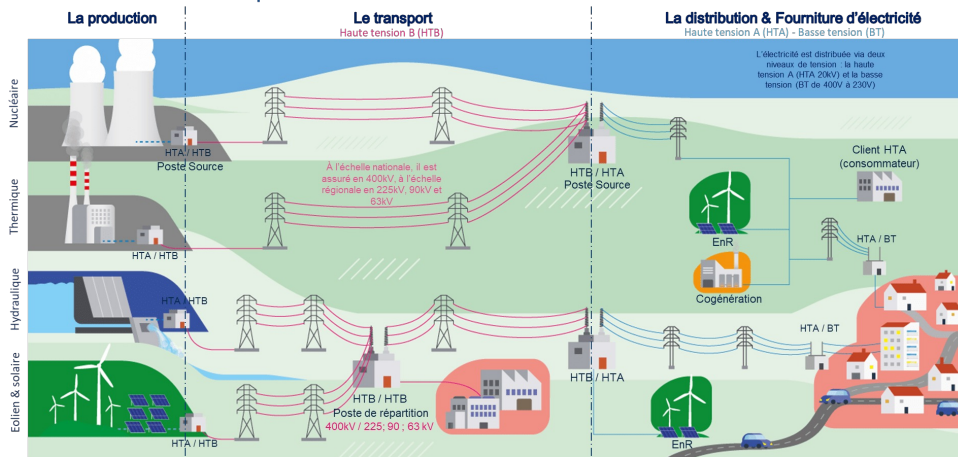 La production
Le transport
Haute tension B (HTB)
La distribution & Fourniture d'électricité
Haute tension A (HTA) - Basse tension (BT)
L'électricité est distribuée via deux
niveaux de tension : la haute
tension A (HTA 20kV) et la basse
tension (BT de 400V à 230V)
Nucléaire
HTA / HTB
Poste Source
À l'échelle nationale, il est
assuré en 400kV, à l'échelle
régionale en 225kV, 90kV et
63kV
HTB / HTA
Poste Source
Client HTA
(consommateur)
Thermique
HTA / HTB
EnR
HTA / BT
Cogénération
Hydraulique
HTA / HTB
HTA / BT
HTB / HTB
Poste de répartition
400kV / 225; 90 ; 63 kV
HTB / HTA
Eolien & solaire
HTA / HTB
EnR